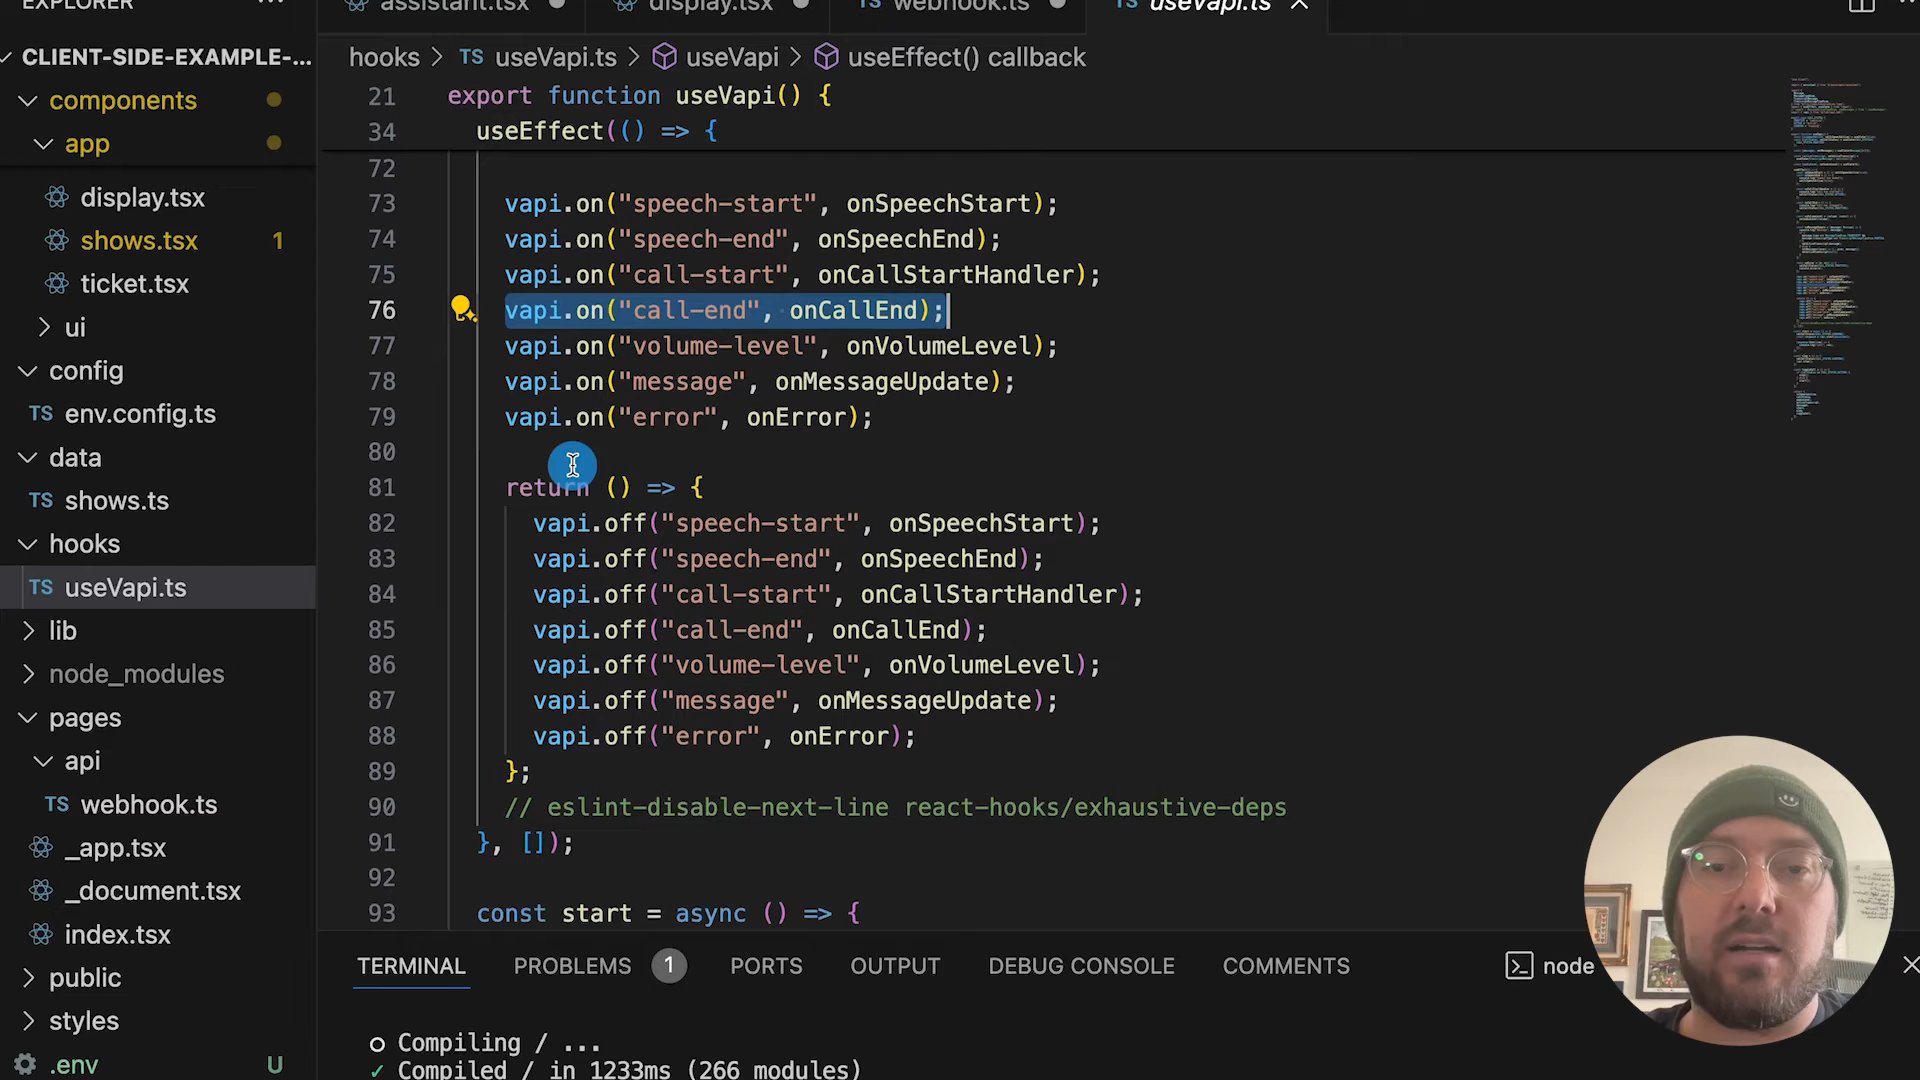 EXPLORER
assistant.tsx
display.tsx
TS webhook.ts
TS useVapi.ts
CLIENT-SIDE-EXAMPLE-...
hooks > TS useVapi.ts > useVapi > useEffect() callback
components
app
display.tsx
shows.tsx 1
ticket.tsx
ui
config
TS env.config.ts
data
TS shows.ts
hooks
TS useVapi.ts
lib
node_modules
pages
api
TS webhook.ts
_app.tsx
_document.tsx
index.tsx
public
styles
.env U
21 export function useVapi() {
34 useEffect(() => {
72
73 vapi.on("speech-start", onSpeechStart);
74 vapi.on("speech-end", onSpeechEnd);
75 vapi.on("call-start", onCallStartHandler);
76 vapi.on("call-end", onCallEnd);
77 vapi.on("volume-level", onVolumeLevel);
78 vapi.on("message", onMessageUpdate);
79 vapi.on("error", onError);
80
81 return () => {
82 vapi.off("speech-start", onSpeechStart);
83 vapi.off("speech-end", onSpeechEnd);
84 vapi.off("call-start", onCallStartHandler);
85 vapi.off("call-end", onCallEnd);
86 vapi.off("volume-level", onVolumeLevel);
87 vapi.off("message", onMessageUpdate);
88 vapi.off("error", onError);
89 };
90 // eslint-disable-next-line react-hooks/exhaustive-deps
91 }, []);
92
93 const start = async () => {
TERMINAL PROBLEMS 1 PORTS OUTPUT DEBUG CONSOLE COMMENTS node
Compiling / ...
✓ Compiled / in 1233ms (266 modules)